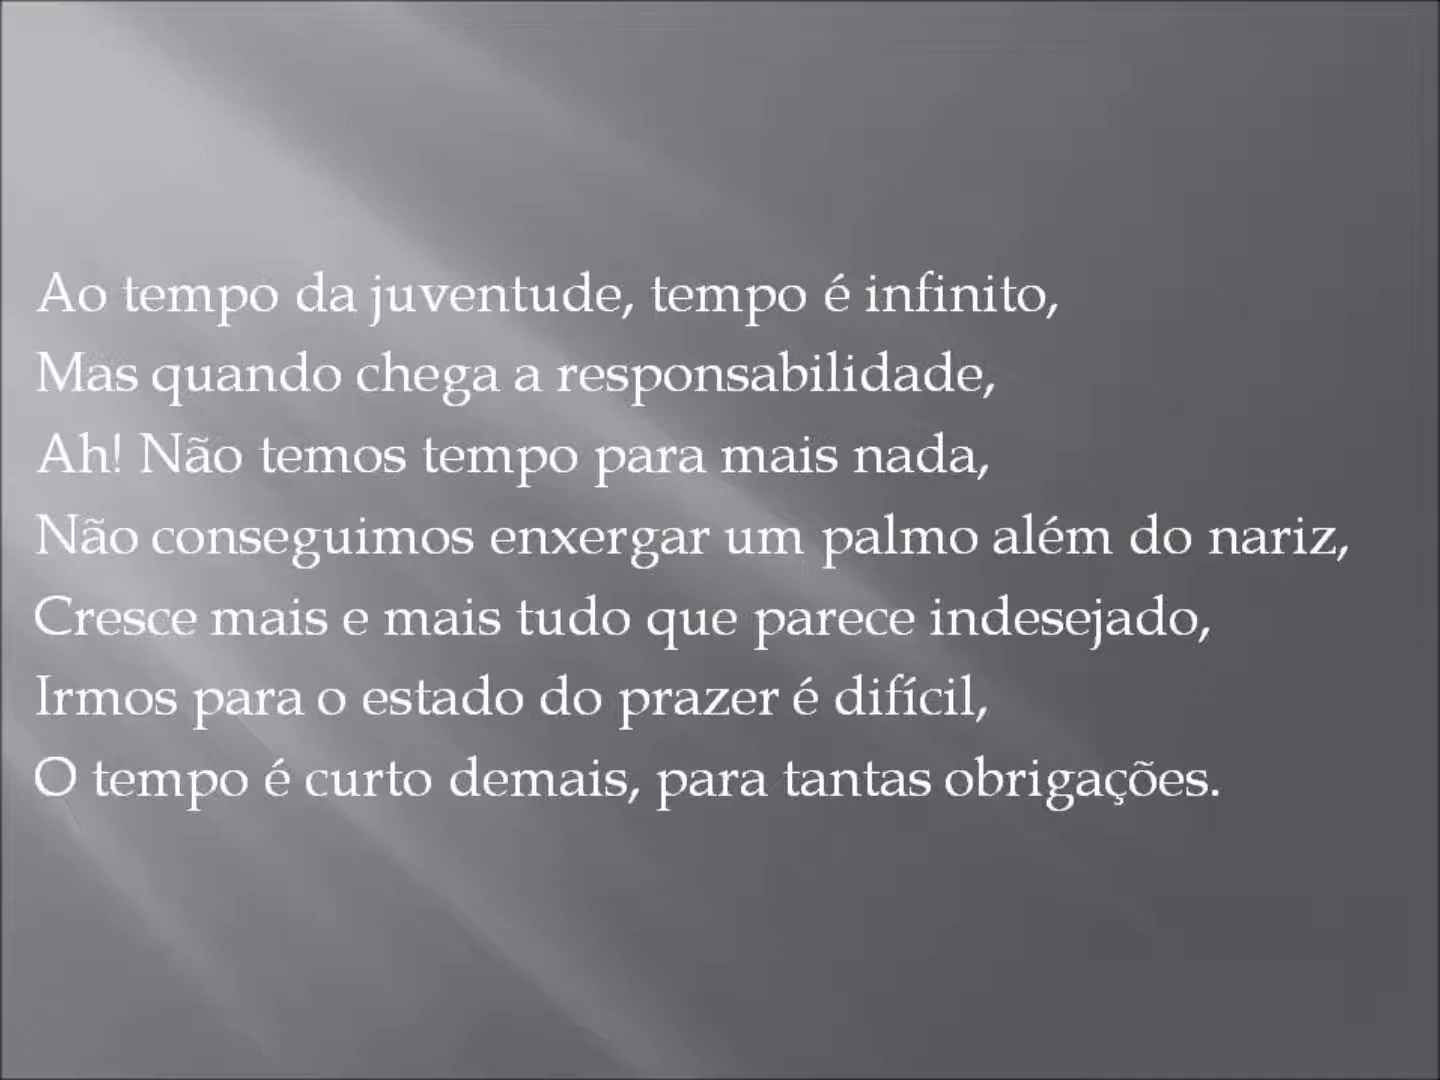 Ao tempo da juventude, tempo é infinito,
Mas quando chega a responsabilidade,
Ah! Não temos tempo para mais nada,
Não conseguimos enxergar um palmo além do nariz,
Cresce mais e mais tudo que parece indesejado,
Irmos para o estado do prazer é difícil,
O tempo é curto demais, para tantas obrigações.